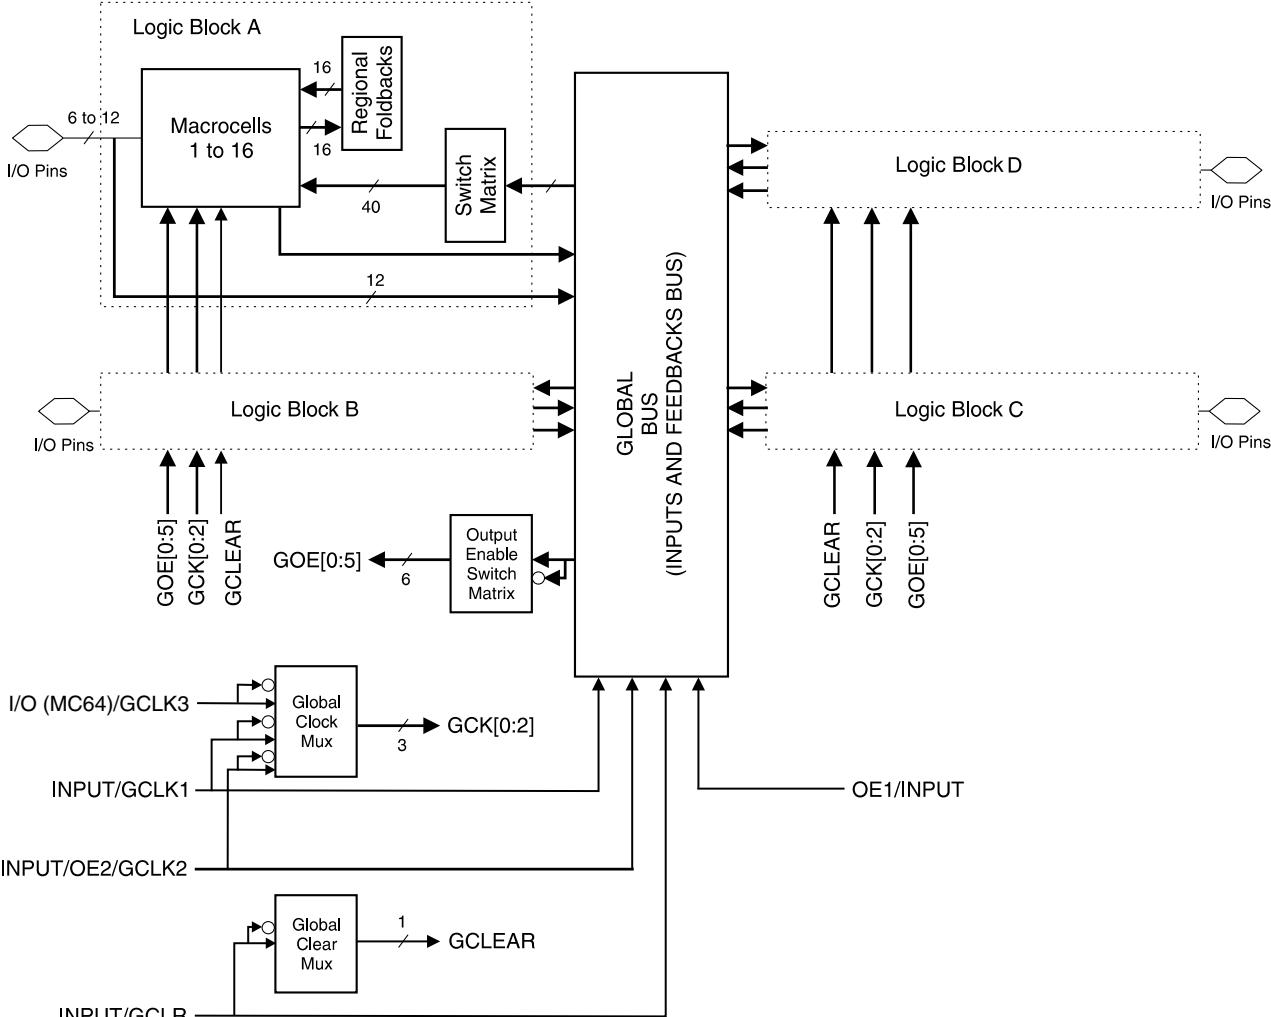 Logic Block A
16
Regional
Foldbacks
6 to 12
Macrocells
1 to 16
16
I/O Pins
Switch
Matrix
40
12
Logic Block D
I/O Pins
GLOBAL
BUS
(INPUTS AND FEEDBACKS BUS)
Logic Block B
I/O Pins
Logic Block C
I/O Pins
GOE[0:5]
GCK[0:2]
GCLEAR
GCLEAR
GCK[0:2]
GOE[0:5]
GOE[0:5]
6
Output
Enable
Switch
Matrix
I/O (MC64)/GCLK3
Global
Clock
Mux
3
GCK[0:2]
INPUT/GCLK1
OE1/INPUT
INPUT/OE2/GCLK2
Global
Clear
Mux
1
GCLEAR
INPUT/GCLR